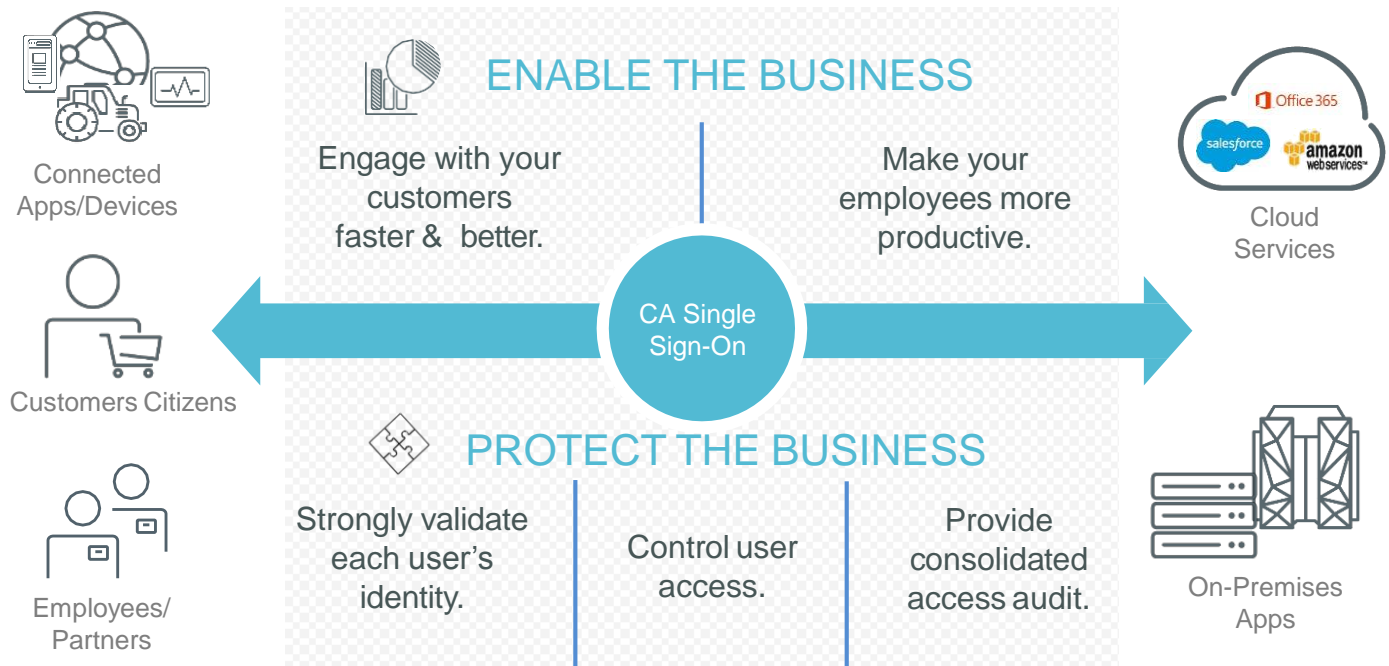 ENABLE THE BUSINESS
Engage with your
customers
faster & better.
Make your
employees more
productive.
Connected
Apps/Devices
Customers Citizens
Employees/
Partners
CA Single
Sign-On
Office 365
salesforce
amazon
webservices™
Cloud
Services
PROTECT THE BUSINESS
Strongly validate
each user’s
identity.
Control user
access.
Provide
consolidated
access audit.
On-Premises
Apps